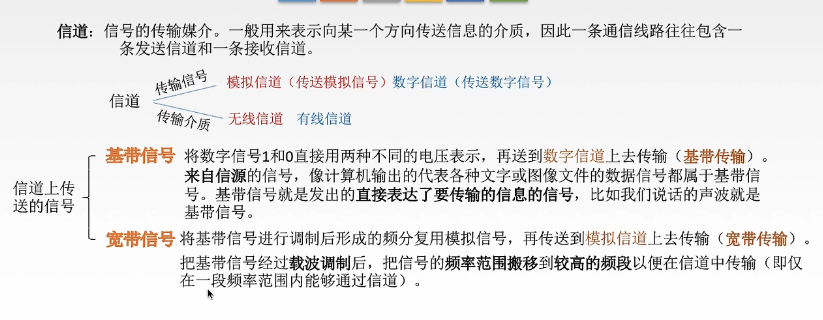 信道：信号的传输媒介。一般用来表示向某一个方向传送信息的介质，因此一条通信线路往往包含一
条发送信道和一条接收信道。
传输信号
模拟信道（传送模拟信号）数字信道（传送数字信号）
信道
传输介质
无线信道 有线信道
基带信号 将数字信号1和0直接用两种不同的电压表示，再送到数字信道上去传输（基带传输）。
来自信源的信号，像计算机输出的代表各种文字或图像文件的数据信号都属于基带信
号。基带信号就是发出的直接表达了要传输的信息的信号，比如我们说话的声波就是
基带信号。
信道上传
送的信号
宽带信号 将基带信号进行调制后形成的频分复用模拟信号，再传送到模拟信道上去传输（宽带传输）。
把基带信号经过载波调制后，把信号的频率范围搬移到较高的频段以便在信道中传输（即仅
在一段频率范围内能够通过信道）。